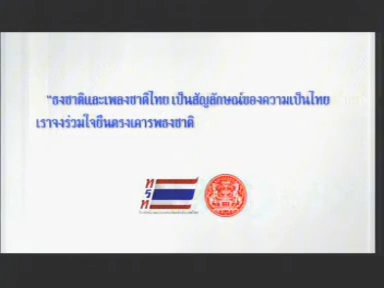 “ธงชาติและเพลงชาติไทย เป็นสัญลักษณ์ของความเป็นไทย
เราจงร่วมใจยืนตรงเคารพธงชาติ
ท
ร
ท